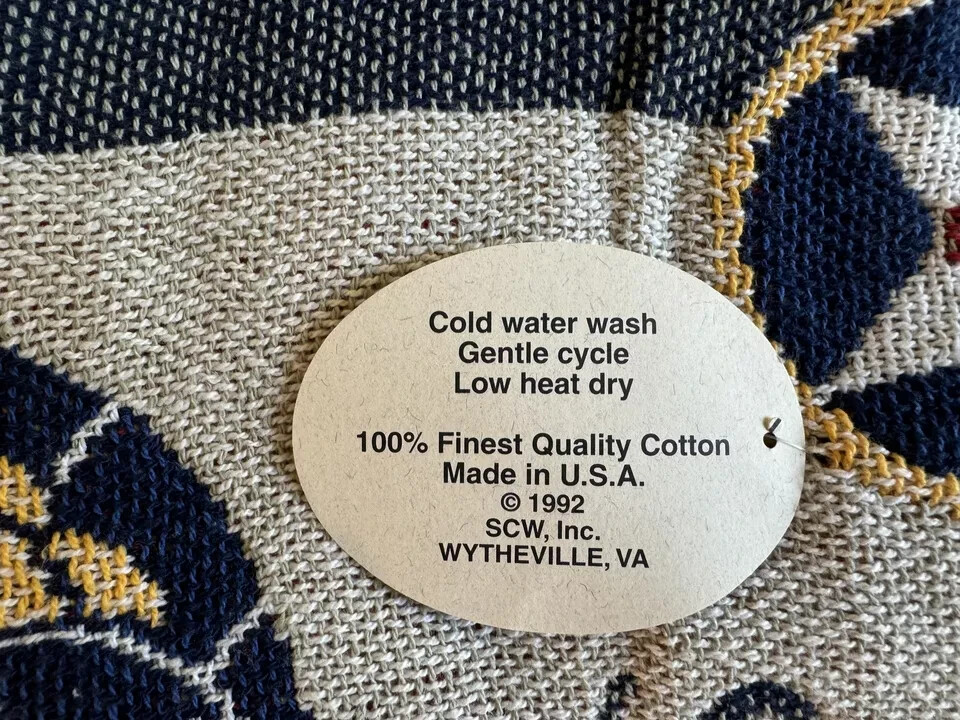 Cold water wash
Gentle cycle
Low heat dry
100% Finest Quality Cotton
Made in U.S.A.
© 1992
SCW, Inc.
WYTHEVILLE, VA